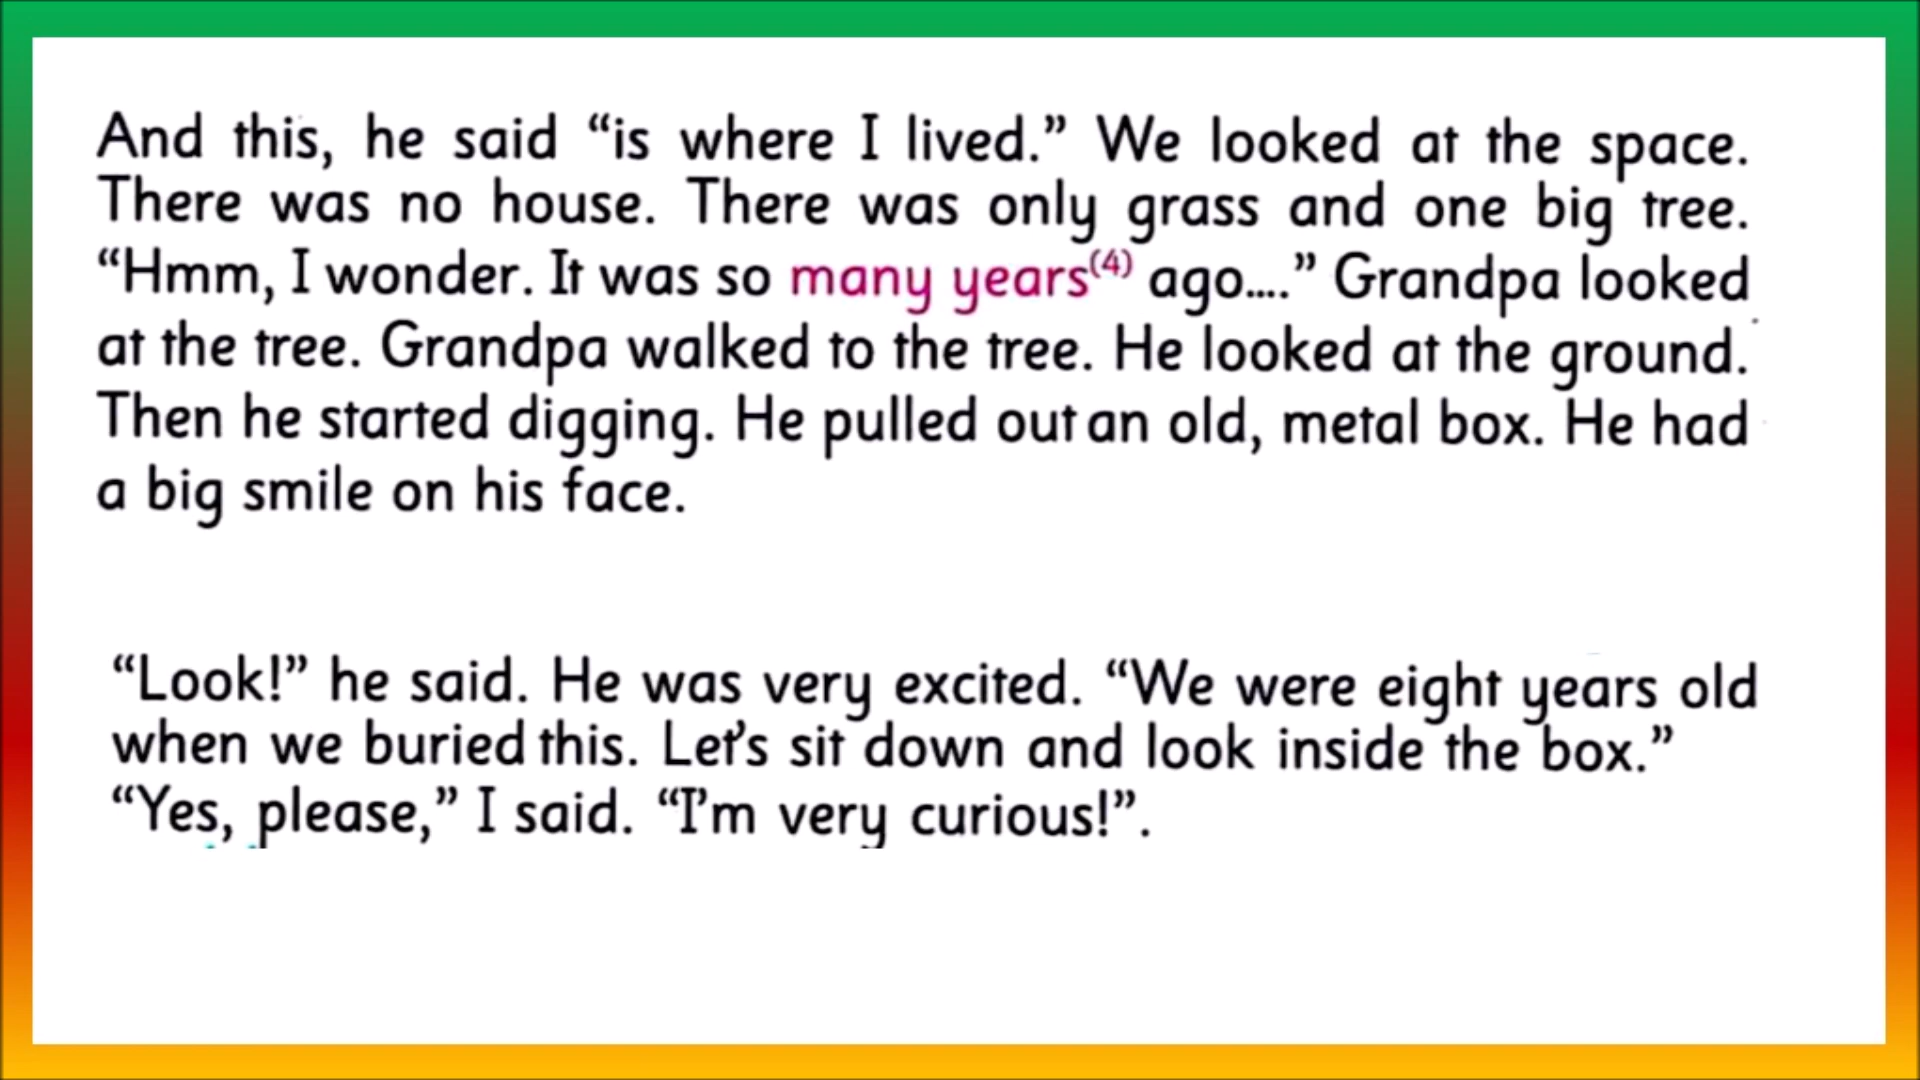 And this, he said “is where I lived.” We looked at the space.
There was no house. There was only grass and one big tree.
“Hmm, I wonder. It was so many years(4) ago....” Grandpa looked
at the tree. Grandpa walked to the tree. He looked at the ground.
Then he started digging. He pulled out an old, metal box. He had
a big smile on his face.
“Look!” he said. He was very excited. “We were eight years old
when we buried this. Let’s sit down and look inside the box.”
“Yes, please,” I said. “I’m very curious!”.